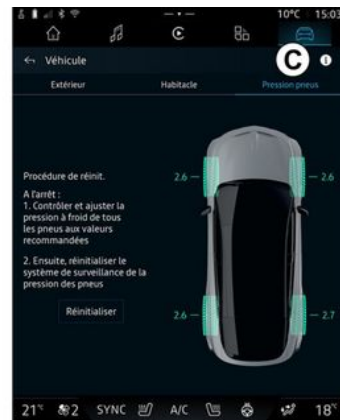 10°C 15:03
Véhicule
C
Extérieur Habitacle Pression pneus
Procédure de réinit.
2.6 2.6
A l'arrêt :
1. Contrôler et ajuster la
pression à froid de tous
les pneus aux valeurs
recommandées
2. Ensuite, réinitialiser le
système de surveillance de la
pression des pneus
Réinitialiser
2.6 2.7
21°C 2 SYNC A/C 18°